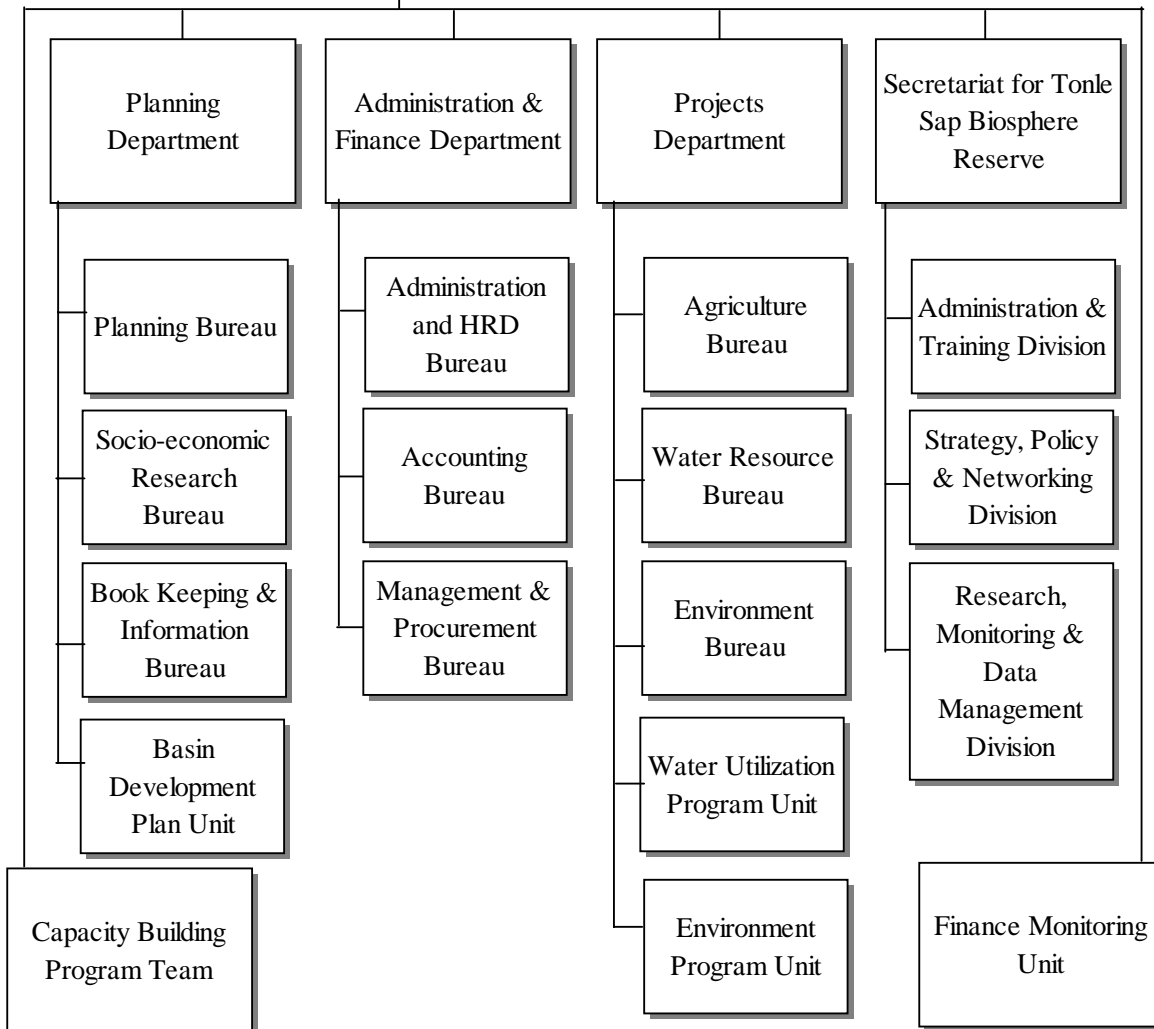 Planning
Department
Administration &
Finance Department
Projects
Department
Secretariat for Tonle
Sap Biosphere
Reserve
Planning Bureau
Socio-economic
Research
Bureau
Book Keeping &
Information
Bureau
Basin
Development
Plan Unit
Administration
and HRD
Bureau
Accounting
Bureau
Management &
Procurement
Bureau
Agriculture
Bureau
Water Resource
Bureau
Environment
Bureau
Water Utilization
Program Unit
Environment
Program Unit
Administration &
Training Division
Strategy, Policy
& Networking
Division
Research,
Monitoring &
Data
Management
Division
Capacity Building
Program Team
Finance Monitoring
Unit